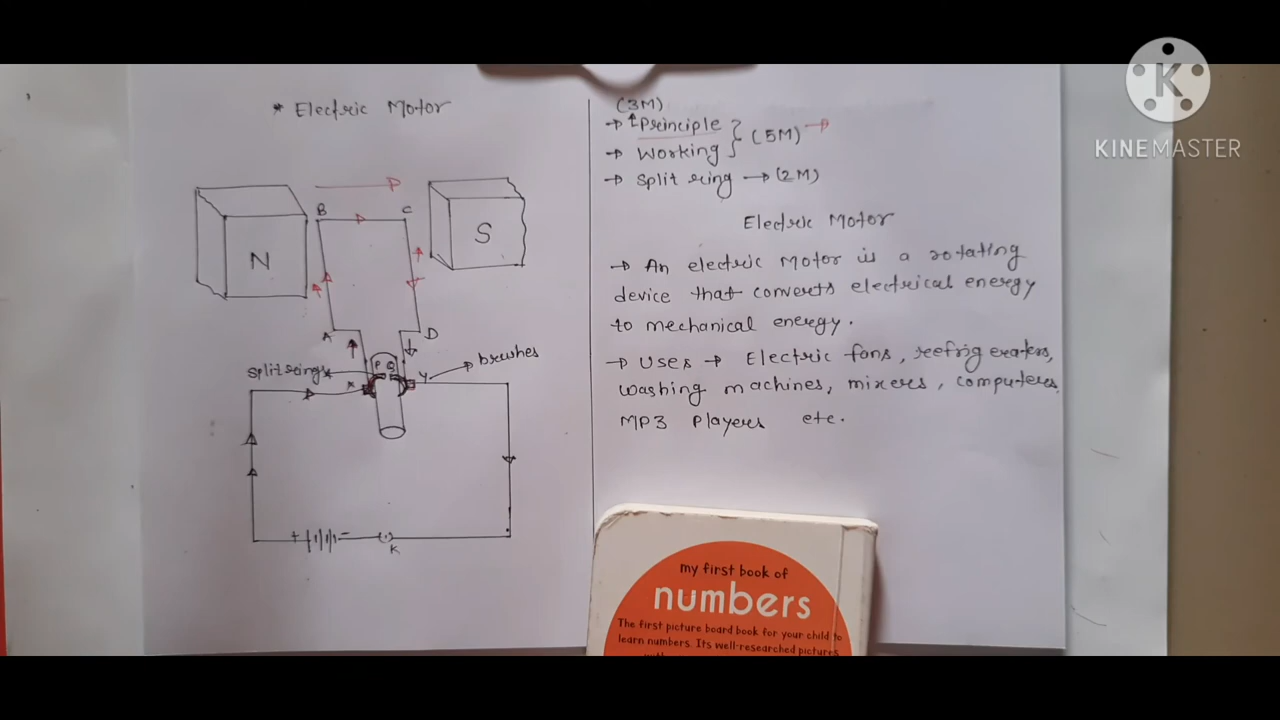 * Electric Motor
N
B
C
S
A
D
P
Q
split rings
X
Y
brushes
+
-
K
(3M)
→ Principle
→ Working } (5M) →
→ split ring → (2M)
Electric Motor
→ An electric Motor is a rotating
device that converts electrical energy
to mechanical energy.
→ Uses → Electric fans, reefrigeraters,
washing machines, mixers, computers,
MP3 Players etc.
my first book of
numbers
The first picture board book for your child to
learn numbers. Its well-researched pictures
K
KINEMASTER